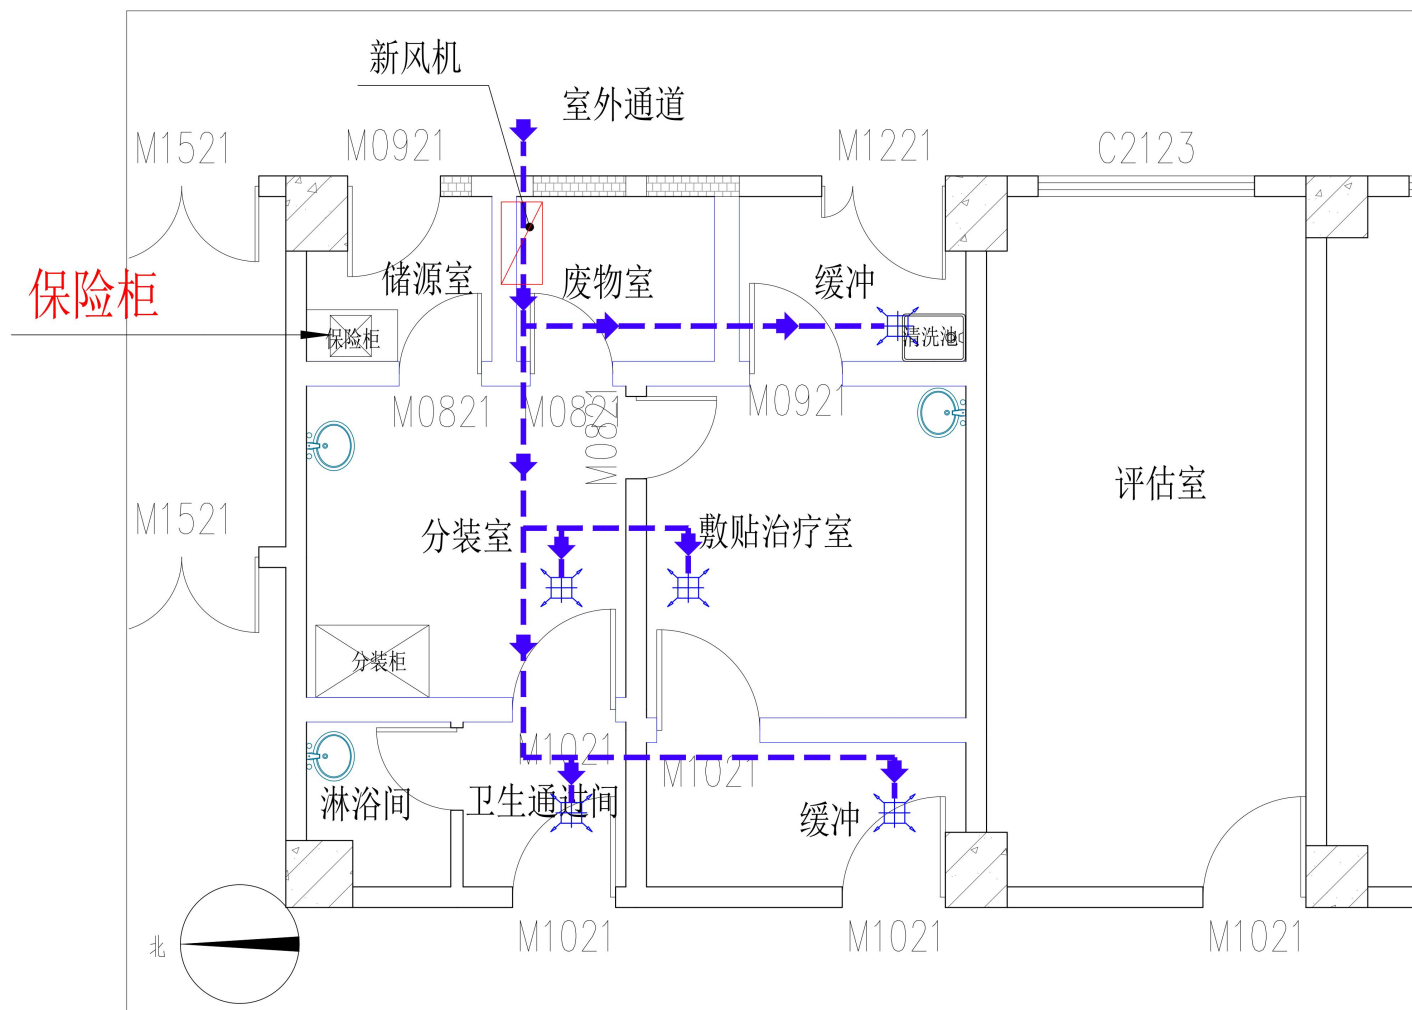 新风机
室外通道
M1521
M0921
M1221
C2123
储源室
废物室
缓冲
保险柜
保险柜
清洗池
M0821
M0821
M0921
M0821
评估室
M1521
分装室
敷贴治疗室
分装柜
M1021
M1021
淋浴间
卫生通过间
缓冲
北
M1021
M1021
M1021